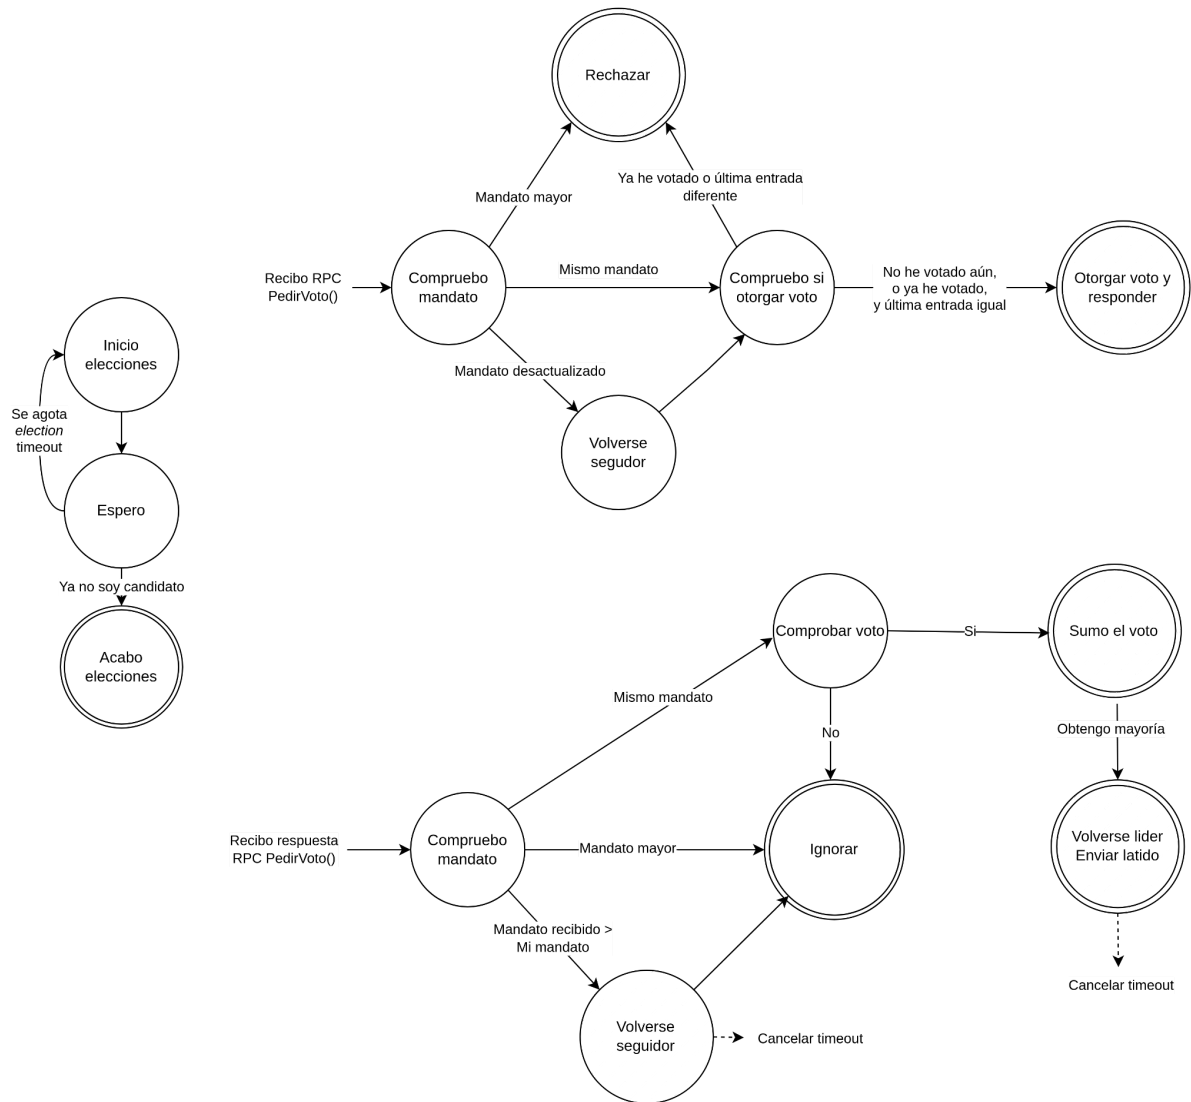 Rechazar
Mandato mayor
Ya he votado o última entrada
diferente
Recibo RPC
PedirVoto()
Compruebo
mandato
Mismo mandato
Compruebo si
otorgar voto
No he votado aún,
o ya he votado,
y última entrada igual
Otorgar voto y
responder
Mandato desactualizado
Volverse
segudor
Inicio
elecciones
Se agota
election
timeout
Espero
Ya no soy candidato
Acabo
elecciones
Comprobar voto
Si
Sumo el voto
Mismo mandato
No
Obtengo mayoría
Recibo respuesta
RPC PedirVoto()
Compruebo
mandato
Mandato mayor
Ignorar
Volverse lider
Enviar latido
Mandato recibido >
Mi mandato
Cancelar timeout
Volverse
seguidor
Cancelar timeout